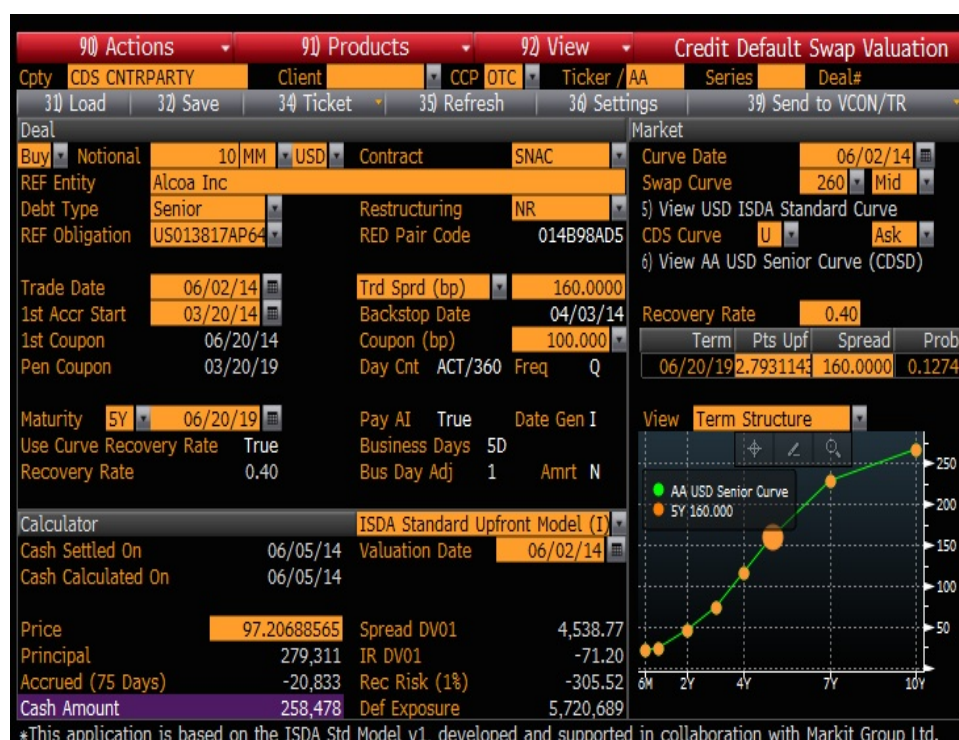 90) Actions 91) Products 92) View Credit Default Swap Valuation
Cpty CDS CNTRPARTY Client CCP OTC Ticker / AA Series Deal#
31) Load 32) Save 34) Ticket 35) Refresh 36) Settings 39) Send to VCON/TR
Deal Market
Buy Notional 10 MM USD Contract SNAC Curve Date 06/02/14
REF Entity Alcoa Inc Swap Curve 260 Mid
Debt Type Senior Restructuring NR 5) View USD ISDA Standard Curve
REF Obligation US013817AP64 RED Pair Code 014B98AD5 CDS Curve U Ask
6) View AA USD Senior Curve (CDSD)
Trade Date 06/02/14 Trd Sprd (bp) 160.0000
1st Accr Start 03/20/14 Backstop Date 04/03/14 Recovery Rate 0.40
1st Coupon 06/20/14 Coupon (bp) 100.000 Term Pts Upf Spread Prob
Pen Coupon 03/20/19 Day Cnt ACT/360 Freq Q 06/20/19 2.7931143 160.0000 0.1274
Maturity 5Y 06/20/19 Pay AI True Date Gen I View Term Structure
Use Curve Recovery Rate True Business Days 5D
Recovery Rate 0.40 Bus Day Adj 1 Amrt N
AA USD Senior Curve
5Y 160.000
250
200
150
100
50
6M 2Y 4Y 7Y 10Y
Calculator ISDA Standard Upfront Model (I)
Cash Settled On 06/05/14 Valuation Date 06/02/14
Cash Calculated On 06/05/14
Price 97.20688565 Spread DV01 4,538.77
Principal 279,311 IR DV01 -71.20
Accrued (75 Days) -20,833 Rec Risk (1%) -305.52
Cash Amount 258,478 Def Exposure 5,720,689
*This application is based on the ISDA Std Model v1, developed and supported in collaboration with Markit Group Ltd.